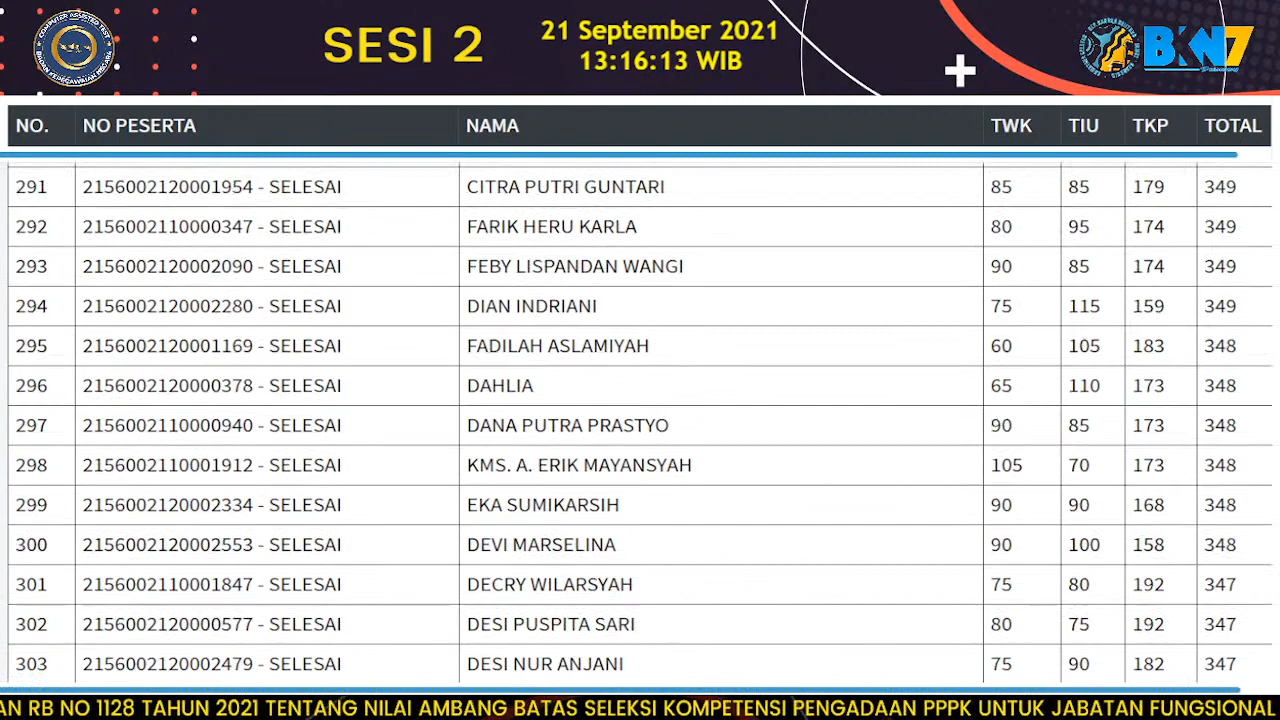 COMPUTER ASSISTED TEST
BADAN KEPEGAWAIAN NEGARA
SESI 2
21 September 2021
13:16:13 WIB
BKN7
Palembang
NO. NO PESERTA NAMA TWK TIU TKP TOTAL
291 2156002120001954 - SELESAI CITRA PUTRI GUNTARI 85 85 179 349
292 2156002110000347 - SELESAI FARIK HERU KARLA 80 95 174 349
293 2156002120002090 - SELESAI FEBY LISPANDAN WANGI 90 85 174 349
294 2156002120002280 - SELESAI DIAN INDRIANI 75 115 159 349
295 2156002120001169 - SELESAI FADILAH ASLAMIYAH 60 105 183 348
296 2156002120000378 - SELESAI DAHLIA 65 110 173 348
297 2156002110000940 - SELESAI DANA PUTRA PRASTYO 90 85 173 348
298 2156002110001912 - SELESAI KMS. A. ERIK MAYANSYAH 105 70 173 348
299 2156002120002334 - SELESAI EKA SUMIKARSIH 90 90 168 348
300 2156002120002553 - SELESAI DEVI MARSELINA 90 100 158 348
301 2156002110001847 - SELESAI DECRY WILARSYAH 75 80 192 347
302 2156002120000577 - SELESAI DESI PUSPITA SARI 80 75 192 347
303 2156002120002479 - SELESAI DESI NUR ANJANI 75 90 182 347
AN RB NO 1128 TAHUN 2021 TENTANG NILAI AMBANG BATAS SELEKSI KOMPETENSI PENGADAAN PPPK UNTUK JABATAN FUNGSIONAL